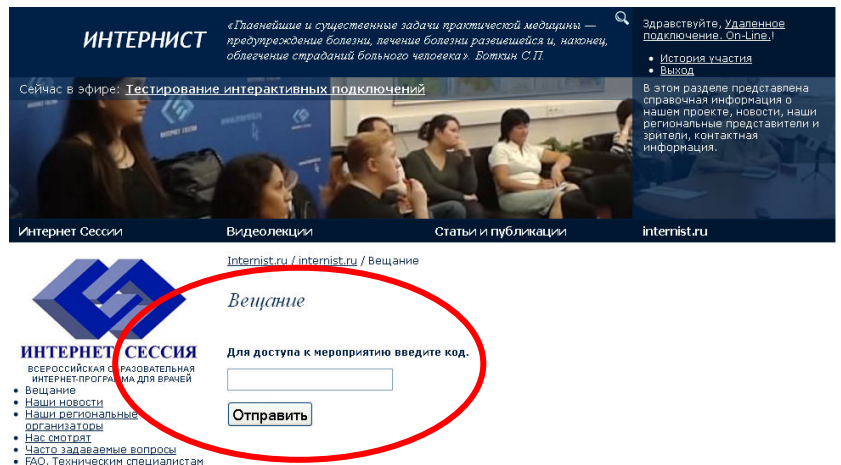 ИНТЕРНИСТ
«Главнейшие и существенные задачи практической медицины —
предупреждение болезни, лечение болезни развившейся и, наконец,
облегчение страданий больного человека». Боткин С.П.
Здравствуйте, Удаленное
подключение. On-Line.!
• История участия
• Выход
Сейчас в эфире: Тестирование интерактивных подключений
В этом разделе представлена
справочная информация о
нашем проекте, новости, наши
региональные представители и
зрители, контактная
информация.
Интернет Сессии
Видеолекции
Статьи и публикации
internist.ru
Internist.ru / internist.ru / Вещание
Вещание
Для доступа к мероприятию введите код.
Отправить
ИНТЕРНЕТ СЕССИЯ
ВСЕРОССИЙСКАЯ ОБРАЗОВАТЕЛЬНАЯ
ИНТЕРНЕТ-ПРОГРАММА ДЛЯ ВРАЧЕЙ
• Вещание
• Наши новости
• Наши региональные
организаторы
• Нас смотрят
• Часто задаваемые вопросы
• FAQ. Техническим специалистам